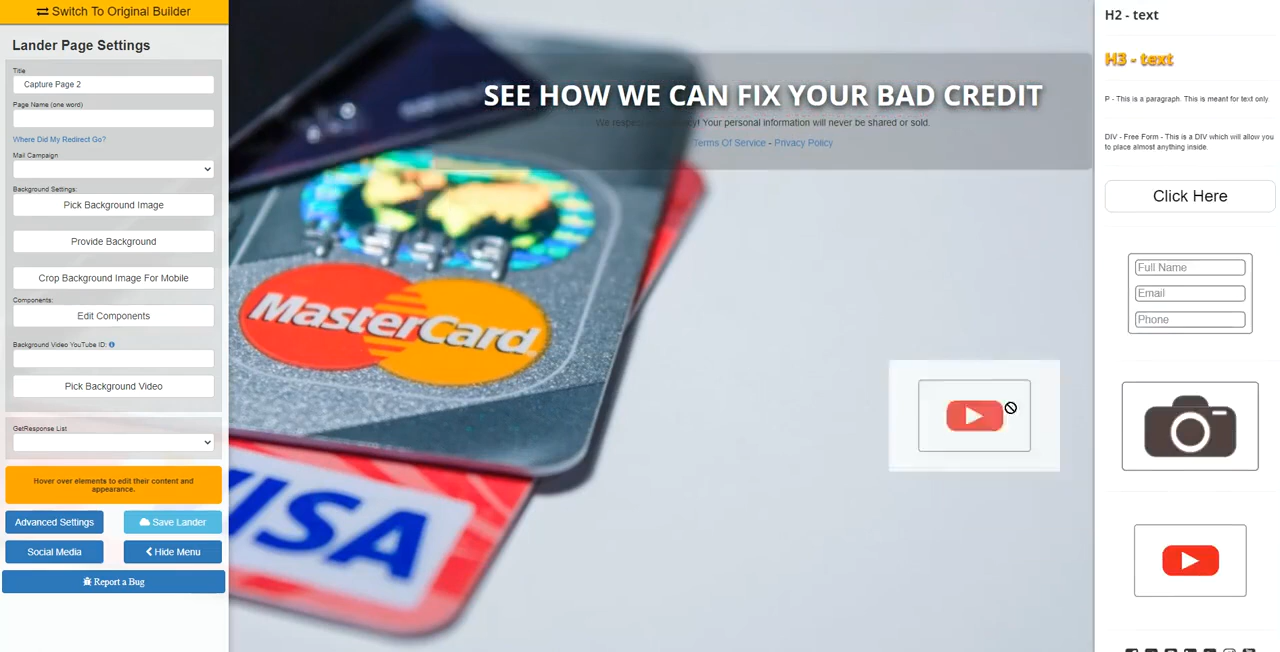 Switch To Original Builder
Lander Page Settings
Title
Capture Page 2
Page Name (one word)
Where Did My Redirect Go?
Mail Campaign
Background Settings:
Pick Background Image
Provide Background
Crop Background Image For Mobile
Components:
Edit Components
Background Video YouTube ID:
Pick Background Video
GetResponse List
Hover over elements to edit their content and
appearance.
Advanced Settings
Save Lander
Social Media
Hide Menu
Report a Bug
SEE HOW WE CAN FIX YOUR BAD CREDIT
We respect your privacy! Your personal information will never be shared or sold.
Terms Of Service - Privacy Policy
MasterCard
VISA
H2 - text
H3 - text
P - This is a paragraph. This is meant for text only
DIV - Free Form - This is a DIV which will allow you
to place almost anything inside.
Click Here
Full Name
Email
Phone